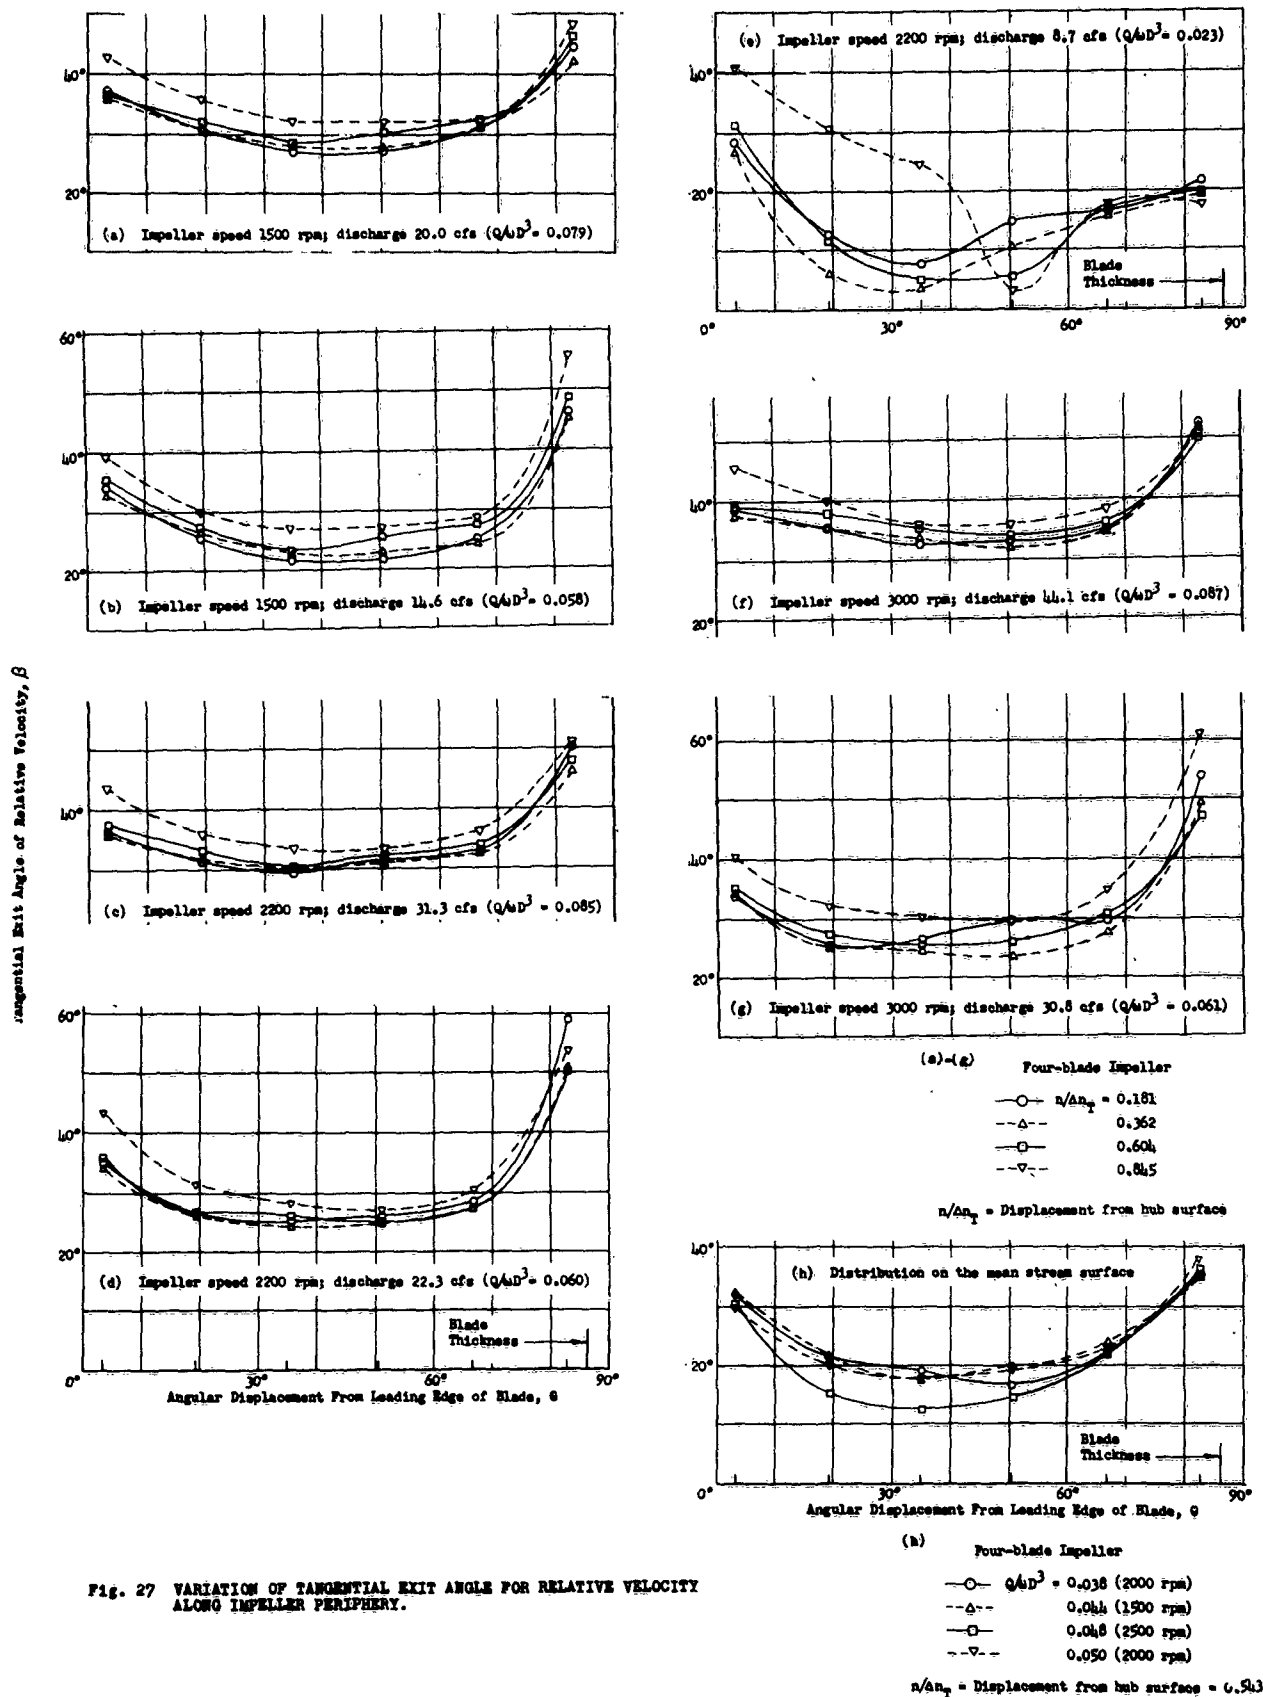 Tangential Exit Angle of Relative Velocity, β
40°
20°
(a) Impeller speed 1500 rpm; discharge 20.0 cfs (Q/ωD³= 0.079)
60°
40°
20°
(b) Impeller speed 1500 rpm; discharge 14.6 cfs (Q/ωD³= 0.058)
40°
(c) Impeller speed 2200 rpm; discharge 31.3 cfs (Q/ωD³ = 0.085)
60°
40°
20°
(d) Impeller speed 2200 rpm; discharge 22.3 cfs (Q/ωD³= 0.060)
Blade
Thickness
0° 30° 60° 90°
Angular Displacement From Leading Edge of Blade, θ
(e) Impeller speed 2200 rpm; discharge 8.7 cfs (Q/ωD³= 0.023)
40°
20°
Blade
Thickness
0° 30° 60° 90°
40°
(f) Impeller speed 3000 rpm; discharge 44.1 cfs (Q/ωD³ = 0.087)
20°
60°
40°
20°
(g) Impeller speed 3000 rpm; discharge 30.8 cfs (Q/ωD³ = 0.061)
(a)-(g) Four-blade Impeller
n/Δn_T = 0.181
0.362
0.604
0.845
n/Δn_T = Displacement from hub surface
40°
(h) Distribution on the mean stream surface
20°
Blade
Thickness
0° 30° 60° 90°
Angular Displacement From Leading Edge of Blade, θ
(h) Four-blade Impeller
Q/ωD³ = 0.038 (2000 rpm)
0.044 (1500 rpm)
0.048 (2500 rpm)
0.050 (2000 rpm)
n/Δn_T = Displacement from hub surface = 0.543
Fig. 27 VARIATION OF TANGENTIAL EXIT ANGLE FOR RELATIVE VELOCITY
ALONG IMPELLER PERIPHERY.